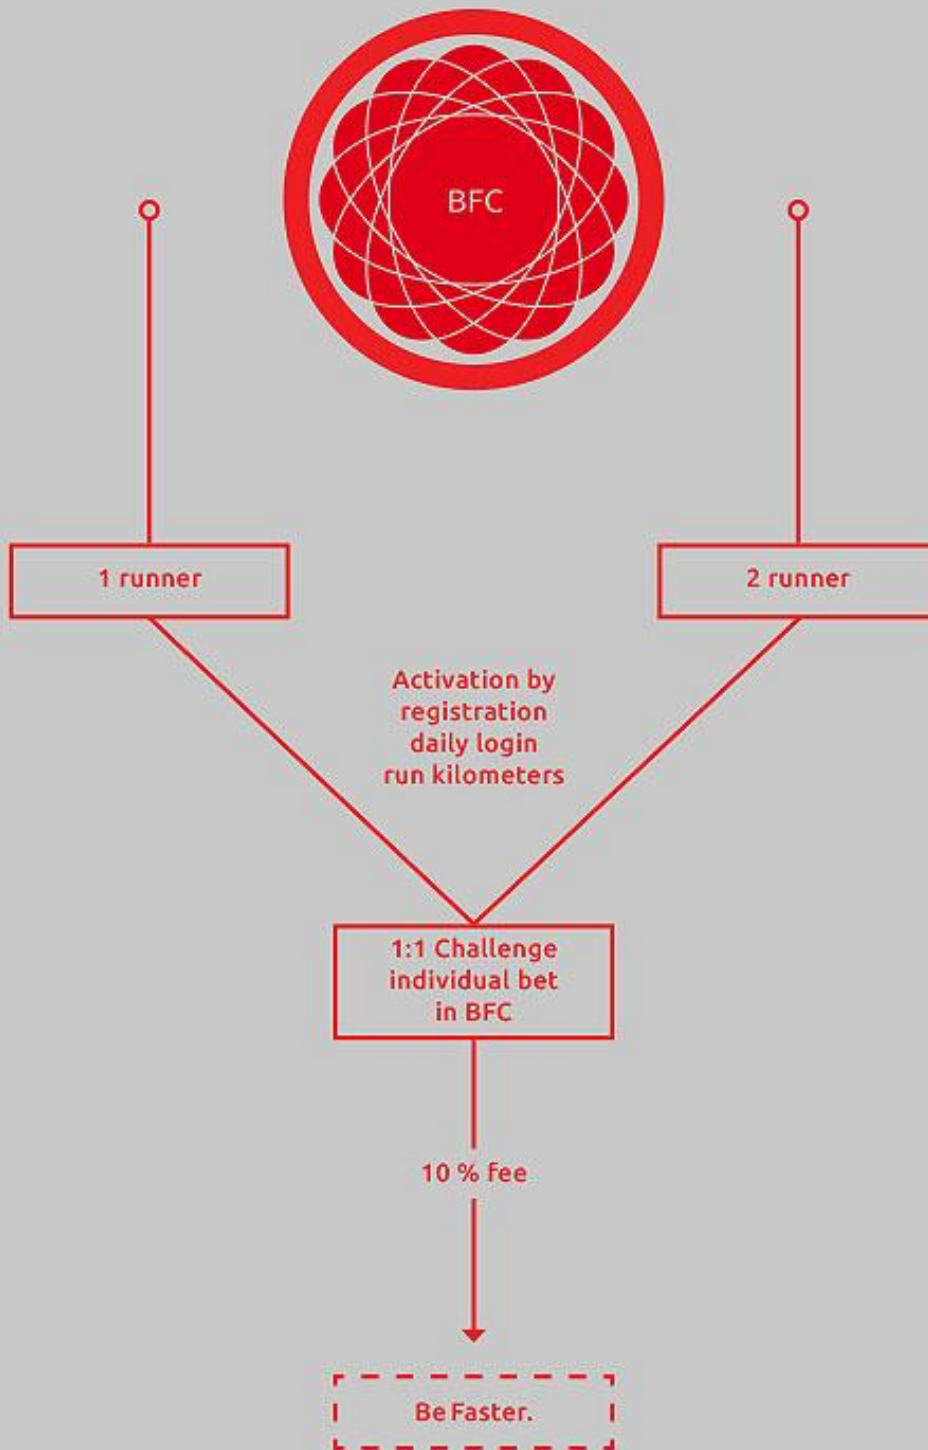 BFC
1 runner
2 runner
Activation by
registration
daily login
run kilometers
1:1 Challenge
individual bet
in BFC
10 % fee
Be Faster.